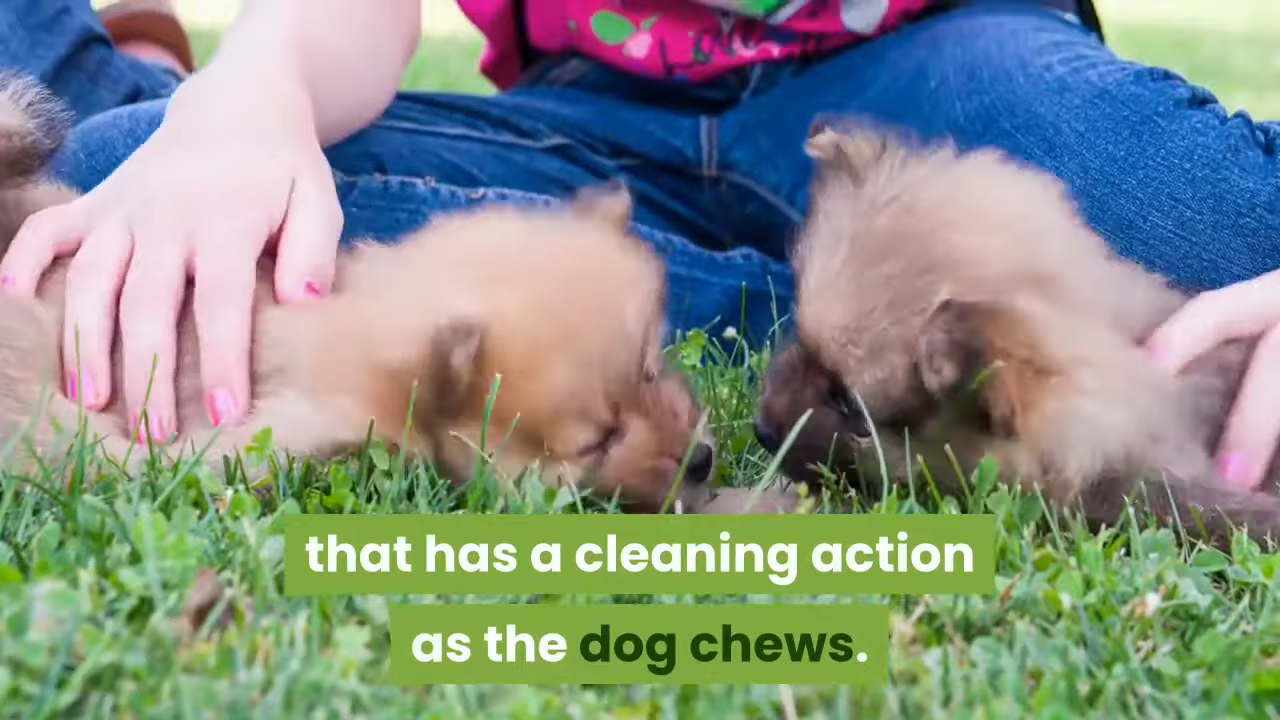 that has a cleaning action
as the dog chews.